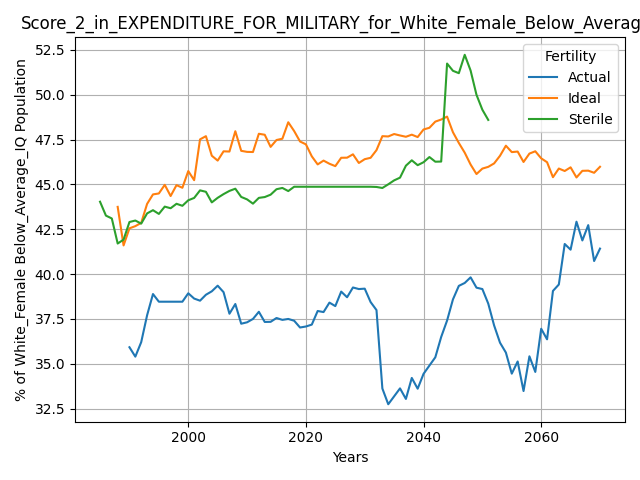 Score_2_in_EXPENDITURE_FOR_MILITARY_for_White_Female_Below_Averag
% of White_Female Below_Average_IQ Population
52.5
50.0
47.5
45.0
42.5
40.0
37.5
35.0
32.5
Fertility
Actual
Ideal
Sterile
2000
2020
2040
2060
Years